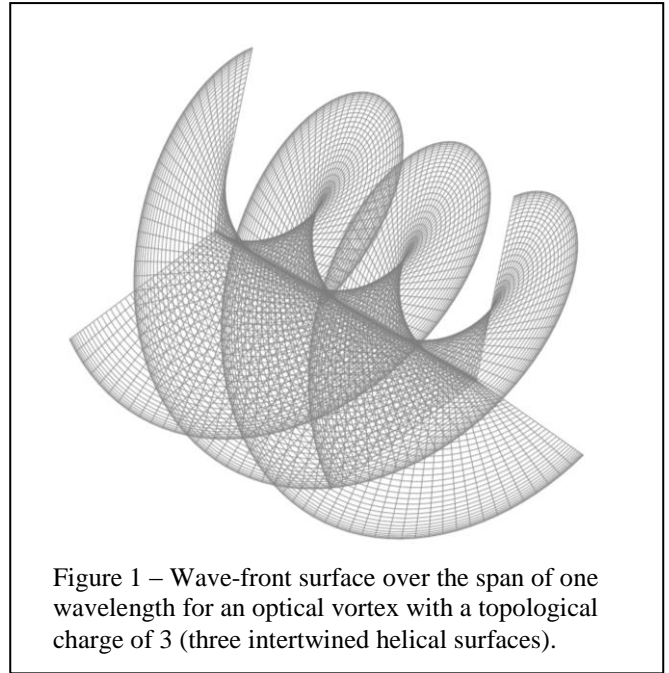 Figure 1 – Wave-front surface over the span of one
wavelength for an optical vortex with a topological
charge of 3 (three intertwined helical surfaces).